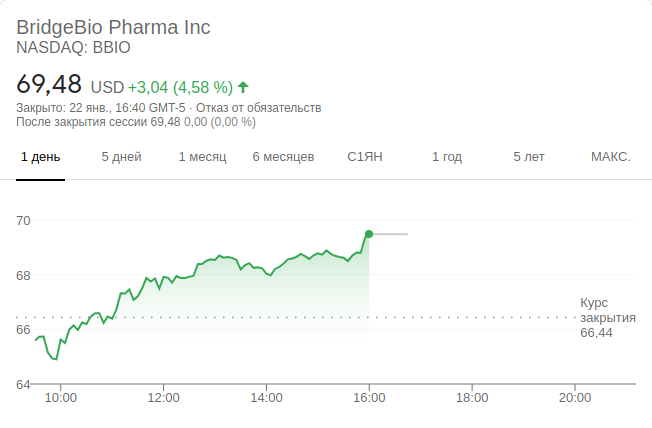 BridgeBio Pharma Inc
NASDAQ: BBIO
69,48 USD +3,04 (4,58 %)
Закрыто: 22 янв., 16:40 GMT-5 · Отказ от обязательств
После закрытия сессии 69,48 0,00 (0,00 %)
1 день 5 дней 1 месяц 6 месяцев С1ЯН 1 год 5 лет МАКС.
70
68
66
64
Курс
закрытия
66,44
10:00 12:00 14:00 16:00 18:00 20:00